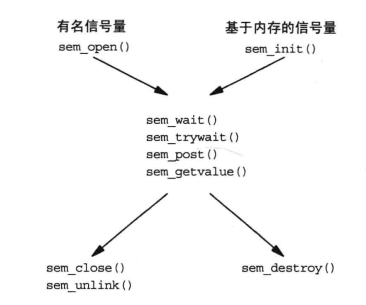 有名信号量
基于内存的信号量
sem_open()
sem_init()
sem_wait()
sem_trywait()
sem_post()
sem_getvalue()
sem_close()
sem_destroy()
sem_unlink()